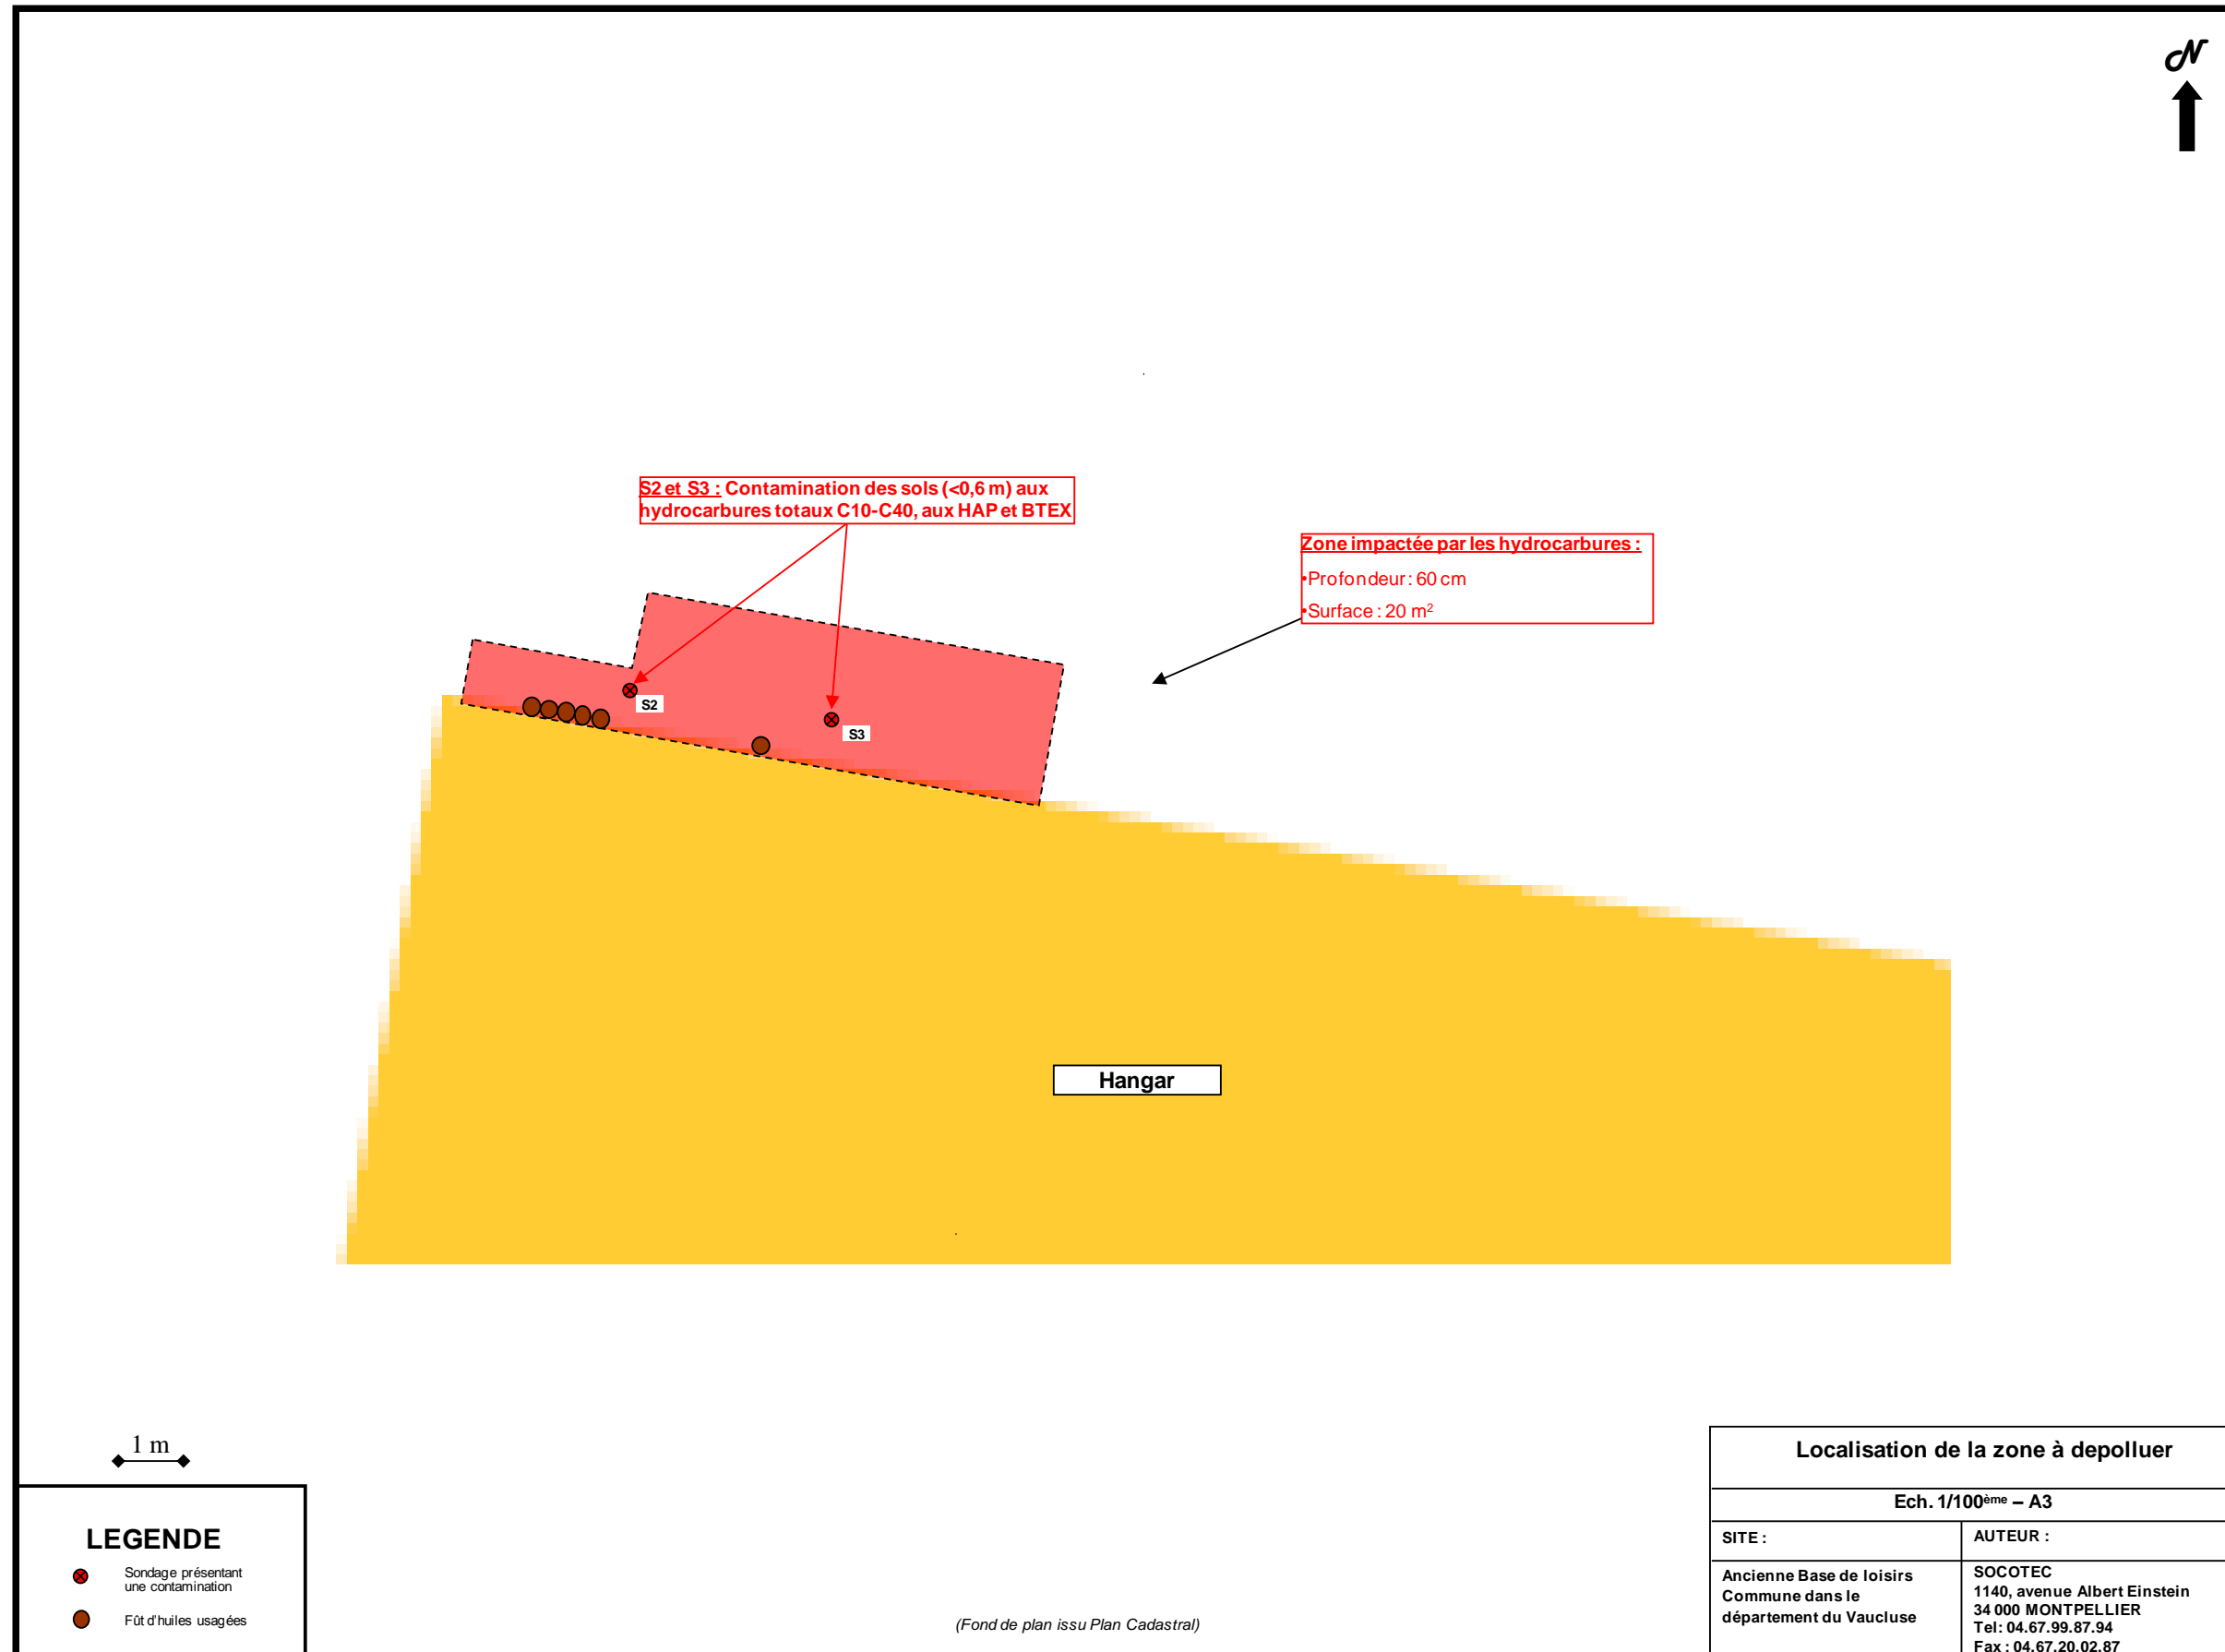 N
S2 et S3 : Contamination des sols (<0,6 m) aux
hydrocarbures totaux C10-C40, aux HAP et BTEX
Zone impactée par les hydrocarbures :
•Profondeur : 60 cm
•Surface : 20 m²
S2
S3
Hangar
1 m
LEGENDE
Sondage présentant
une contamination
Fût d'huiles usagées
(Fond de plan issu Plan Cadastral)
Localisation de la zone à depolluer
Ech. 1/100ème – A3
SITE :
AUTEUR :
Ancienne Base de loisirs
Commune dans le
département du Vaucluse
SOCOTEC
1140, avenue Albert Einstein
34 000 MONTPELLIER
Tel: 04.67.99.87.94
Fax : 04.67.20.02.87